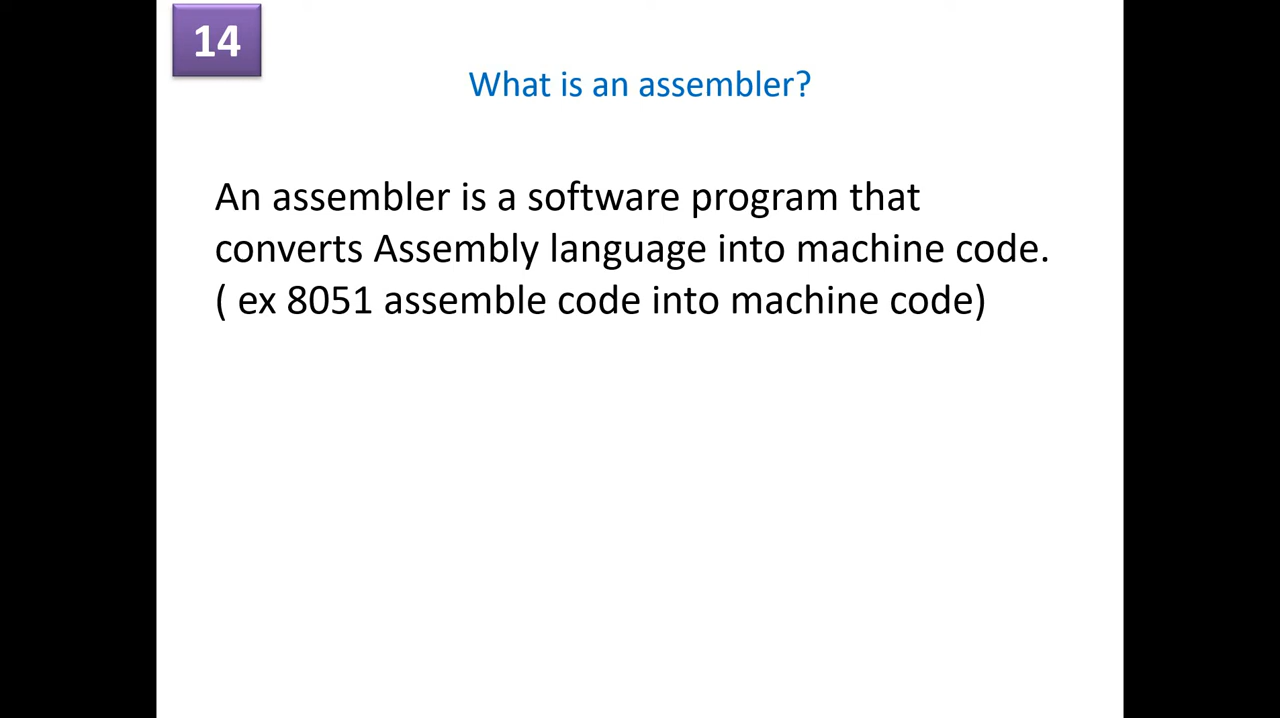 14
What is an assembler?
An assembler is a software program that
converts Assembly language into machine code.
( ex 8051 assemble code into machine code)